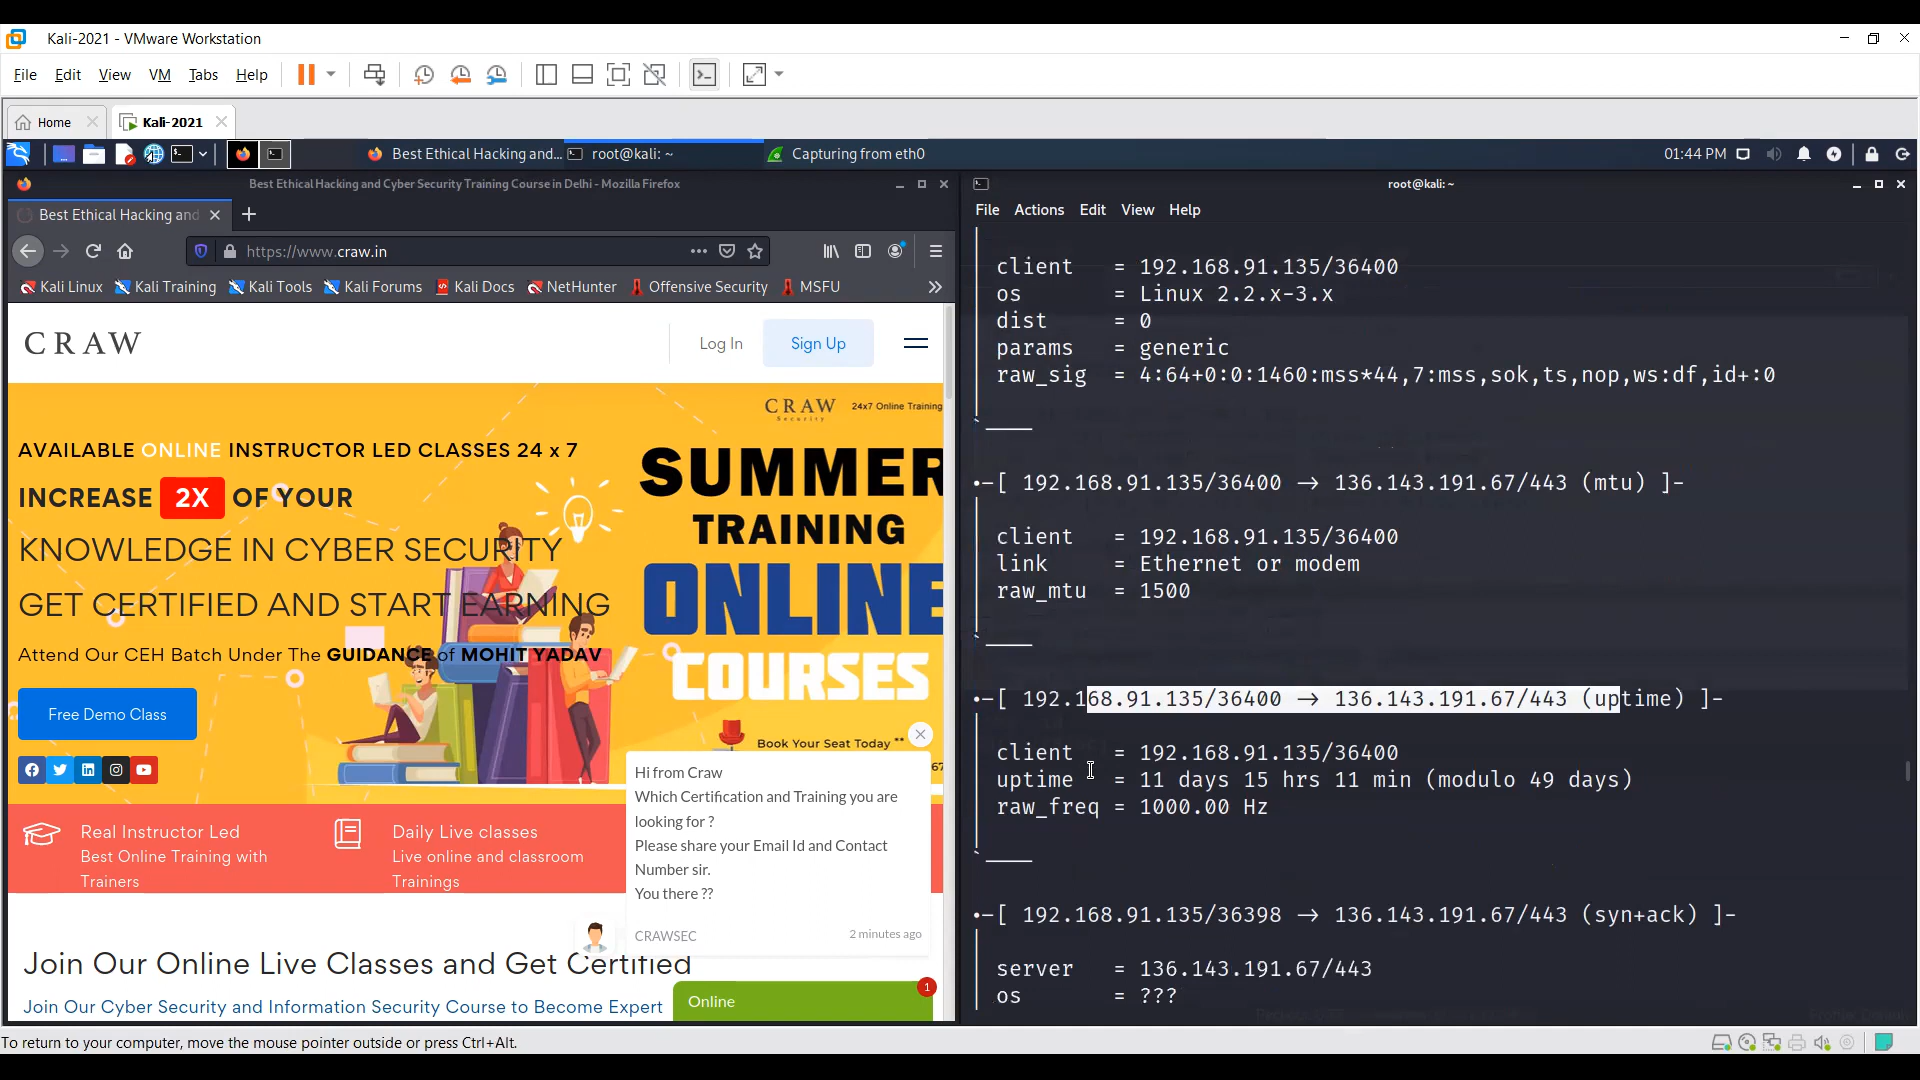 Kali-2021 - VMware Workstation
File Edit View VM Tabs Help
Home
Kali-2021
Best Ethical Hacking and...
root@kali: ~
Capturing from eth0
01:44 PM
Best Ethical Hacking and Cyber Security Training Course in Delhi - Mozilla Firefox
Best Ethical Hacking and
https://www.craw.in
Kali Linux Kali Training Kali Tools Kali Forums Kali Docs NetHunter Offensive Security MSFU
CRAW
Log In
Sign Up
CRAW
Security
24x7 Online Training
AVAILABLE ONLINE INSTRUCTOR LED CLASSES 24 x 7
INCREASE 2X OF YOUR
KNOWLEDGE IN CYBER SECURITY
GET CERTIFIED AND START EARNING
Attend Our CEH Batch Under The GUIDANCE of MOHIT YADAV
Free Demo Class
SUMMER
TRAINING
ONLINE
COURSES
Book Your Seat Today **
Real Instructor Led
Best Online Training with
Trainers
Daily Live classes
Live online and classroom
Trainings
Hi from Craw
Which Certification and Training you are
looking for ?
Please share your Email Id and Contact
Number sir.
You there ??
CRAWSEC
2 minutes ago
Online
1
Join Our Online Live Classes and Get Certified
Join Our Cyber Security and Information Security Course to Become Expert
root@kali: ~
File Actions Edit View Help
client = 192.168.91.135/36400
os = Linux 2.2.x-3.x
dist = 0
params = generic
raw_sig = 4:64+0:0:1460:mss*44,7:mss,sok,ts,nop,ws:df,id+:0
.-[ 192.168.91.135/36400 -> 136.143.191.67/443 (mtu) ]-
client = 192.168.91.135/36400
link = Ethernet or modem
raw_mtu = 1500
.-[ 192.168.91.135/36400 -> 136.143.191.67/443 (uptime) ]-
client = 192.168.91.135/36400
uptime = 11 days 15 hrs 11 min (modulo 49 days)
raw_freq = 1000.00 Hz
.-[ 192.168.91.135/36398 -> 136.143.191.67/443 (syn+ack) ]-
server = 136.143.191.67/443
os = ???
To return to your computer, move the mouse pointer outside or press Ctrl+Alt.